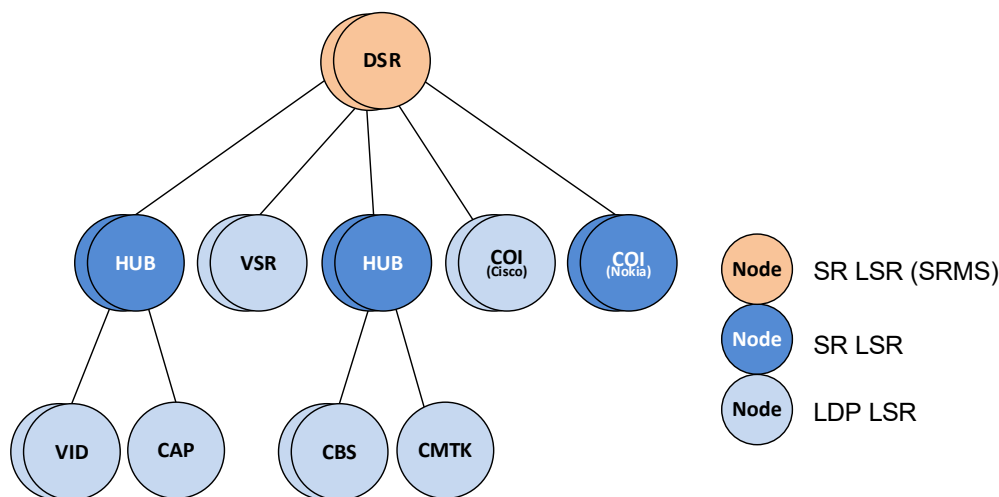 DSR
HUB
VSR
HUB
COI
(Cisco)
COI
(Nokia)
Node SR LSR (SRMS)
Node SR LSR
Node LDP LSR
VID
CAP
CBS
CMTK